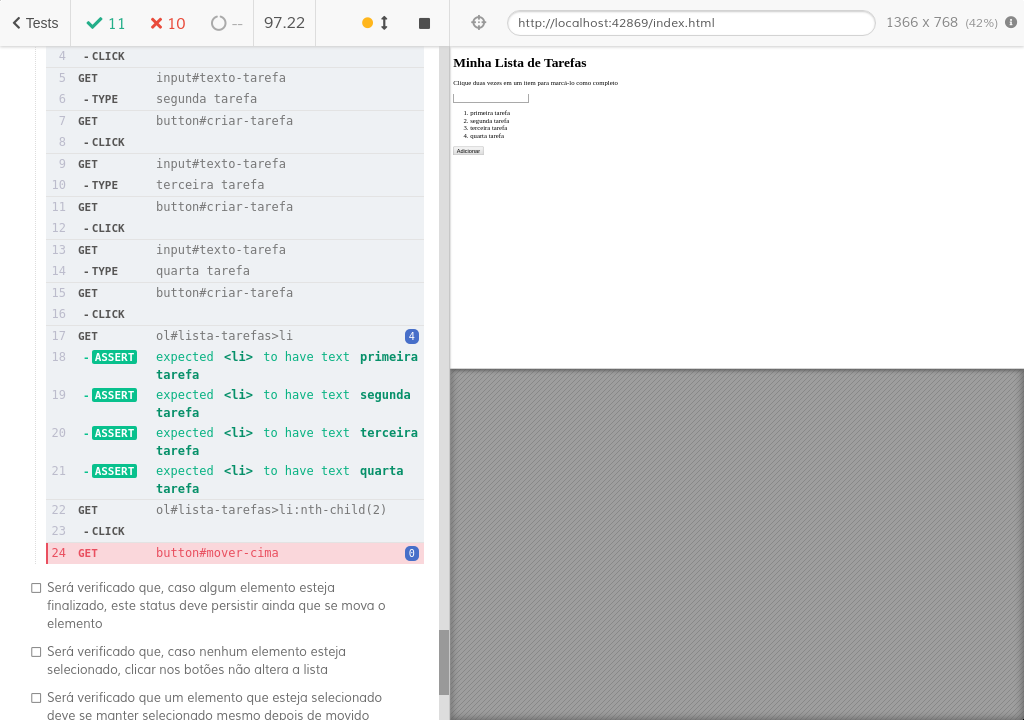 Tests
11
10
--
97.22
http://localhost:42869/index.html
1366 x 768 (42%)
4 - CLICK
5 GET input#texto-tarefa
6 - TYPE segunda tarefa
7 GET button#criar-tarefa
8 - CLICK
9 GET input#texto-tarefa
10 - TYPE terceira tarefa
11 GET button#criar-tarefa
12 - CLICK
13 GET input#texto-tarefa
14 - TYPE quarta tarefa
15 GET button#criar-tarefa
16 - CLICK
17 GET ol#lista-tarefas>li 4
18 - ASSERT expected <li> to have text primeira
tarefa
19 - ASSERT expected <li> to have text segunda
tarefa
20 - ASSERT expected <li> to have text terceira
tarefa
21 - ASSERT expected <li> to have text quarta
tarefa
22 GET ol#lista-tarefas>li:nth-child(2)
23 - CLICK
24 GET button#mover-cima 0
Será verificado que, caso algum elemento esteja
finalizado, este status deve persistir ainda que se mova o
elemento
Será verificado que, caso nenhum elemento esteja
selecionado, clicar nos botões não altera a lista
Será verificado que um elemento que esteja selecionado
deve se manter selecionado mesmo depois de movido
Minha Lista de Tarefas
Clique duas vezes em um item para marcá-lo como completo
1. primeira tarefa
2. segunda tarefa
3. terceira tarefa
4. quarta tarefa
Adicionar